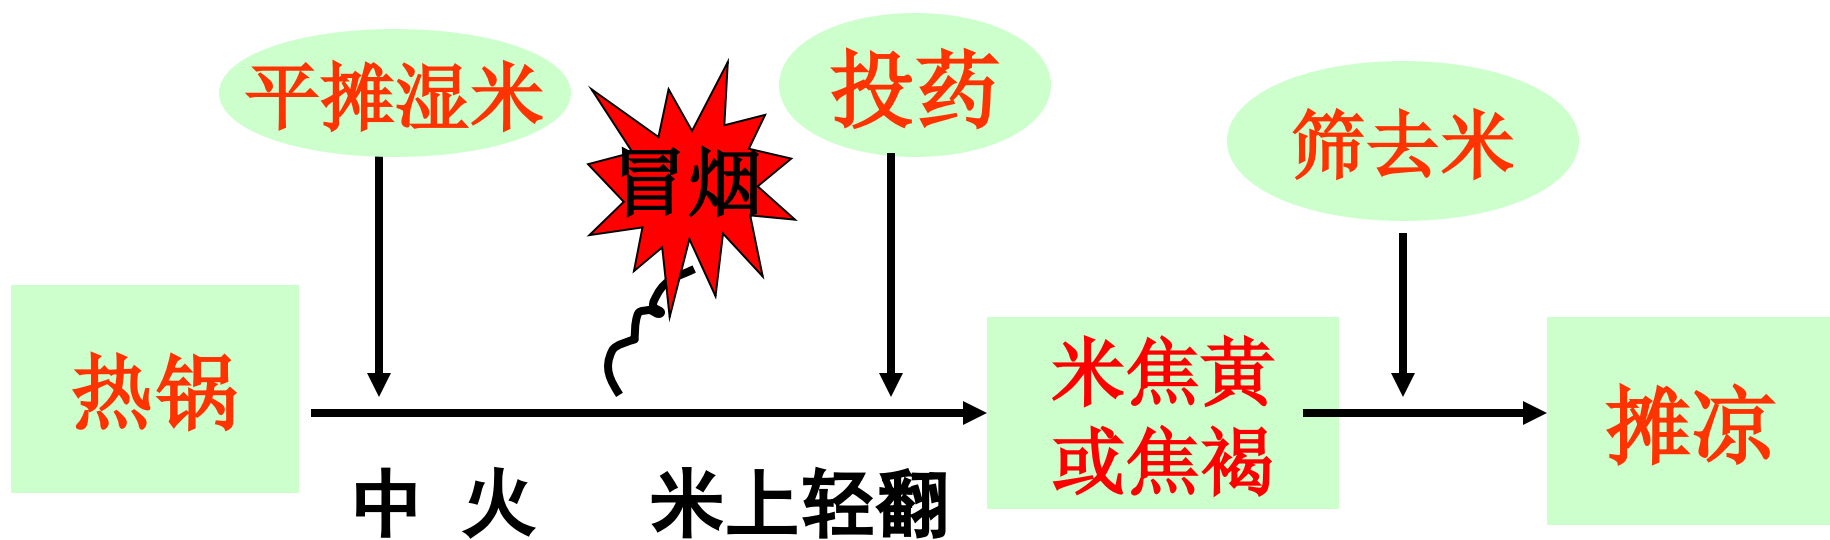 平摊湿米
冒烟
投药
筛去米
热锅
米焦黄
或焦褐
摊凉
中 火 米上轻翻